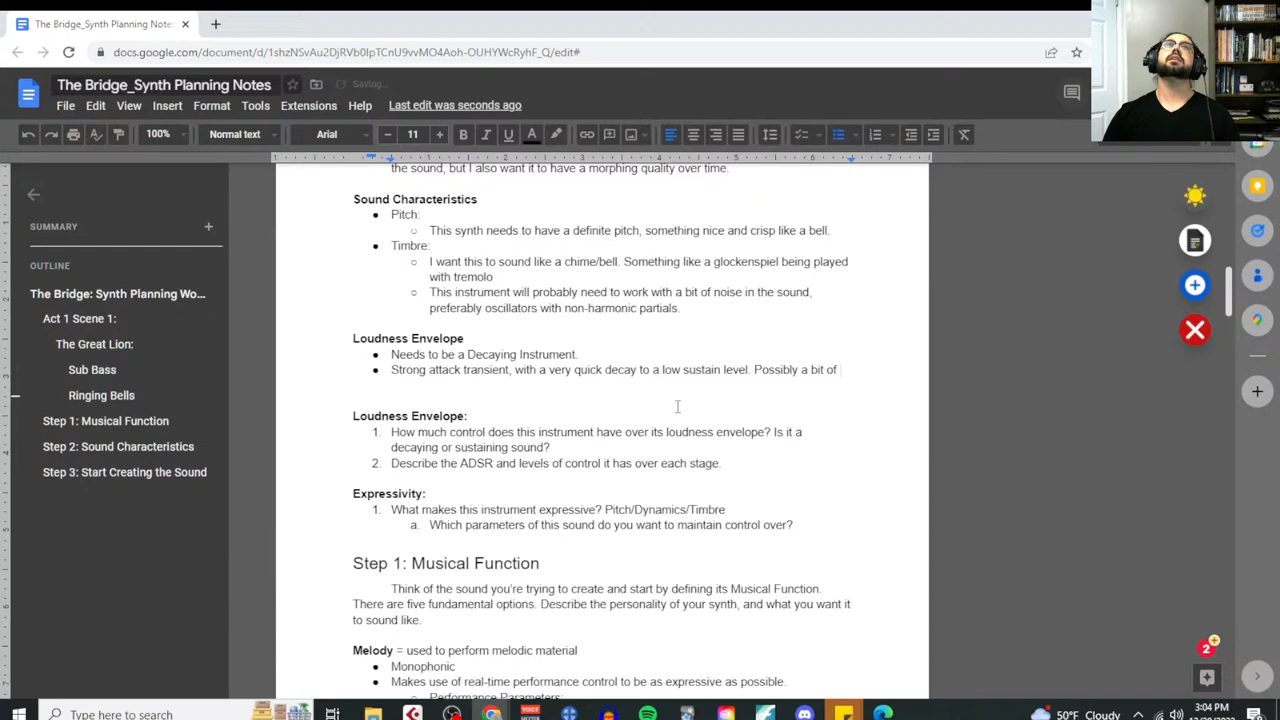 The Bridge_Synth Planning Notes
docs.google.com/document/d/1shzNSvAu2DjRVb0IpTCnU9vvMO4Aoh-OUHYWcRyhF_Q/edit#
The Bridge_Synth Planning Notes
Saving...
File Edit View Insert Format Tools Extensions Help Last edit was seconds ago
100% Normal text Arial 11
the sound, but I also want it to have a morphing quality over time.
Sound Characteristics
Pitch:
This synth needs to have a definite pitch, something nice and crisp like a bell.
Timbre:
I want this to sound like a chime/bell. Something like a glockenspiel being played
with tremolo
This instrument will probably need to work with a bit of noise in the sound,
preferably oscillators with non-harmonic partials.
Loudness Envelope
Needs to be a Decaying Instrument.
Strong attack transient, with a very quick decay to a low sustain level. Possibly a bit of
Loudness Envelope:
1. How much control does this instrument have over its loudness envelope? Is it a
decaying or sustaining sound?
2. Describe the ADSR and levels of control it has over each stage.
Expressivity:
1. What makes this instrument expressive? Pitch/Dynamics/Timbre
a. Which parameters of this sound do you want to maintain control over?
Step 1: Musical Function
Think of the sound you're trying to create and start by defining its Musical Function.
There are five fundamental options. Describe the personality of your synth, and what you want it
to sound like.
Melody = used to perform melodic material
Monophonic
Makes use of real-time performance control to be as expressive as possible.
Performance Parameters:
SUMMARY
OUTLINE
The Bridge: Synth Planning Wo...
Act 1 Scene 1:
The Great Lion:
Sub Bass
Ringing Bells
Step 1: Musical Function
Step 2: Sound Characteristics
Step 3: Start Creating the Sound
2
Type here to search
50°F Cloudy
3:04 PM